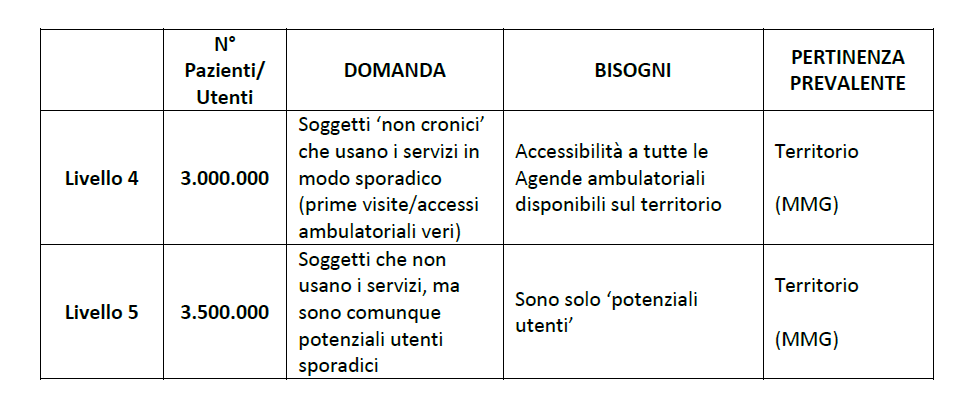 N°
Pazienti/
Utenti
DOMANDA
BISOGNI
PERTINENZA
PREVALENTE
Livello 4
3.000.000
Soggetti ‘non cronici’
che usano i servizi in
modo sporadico
(prime visite/accessi
ambulatoriali veri)
Accessibilità a tutte le
Agende ambulatoriali
disponibili sul territorio
Territorio
(MMG)
Livello 5
3.500.000
Soggetti che non
usano i servizi, ma
sono comunque
potenziali utenti
sporadici
Sono solo ‘potenziali
utenti’
Territorio
(MMG)